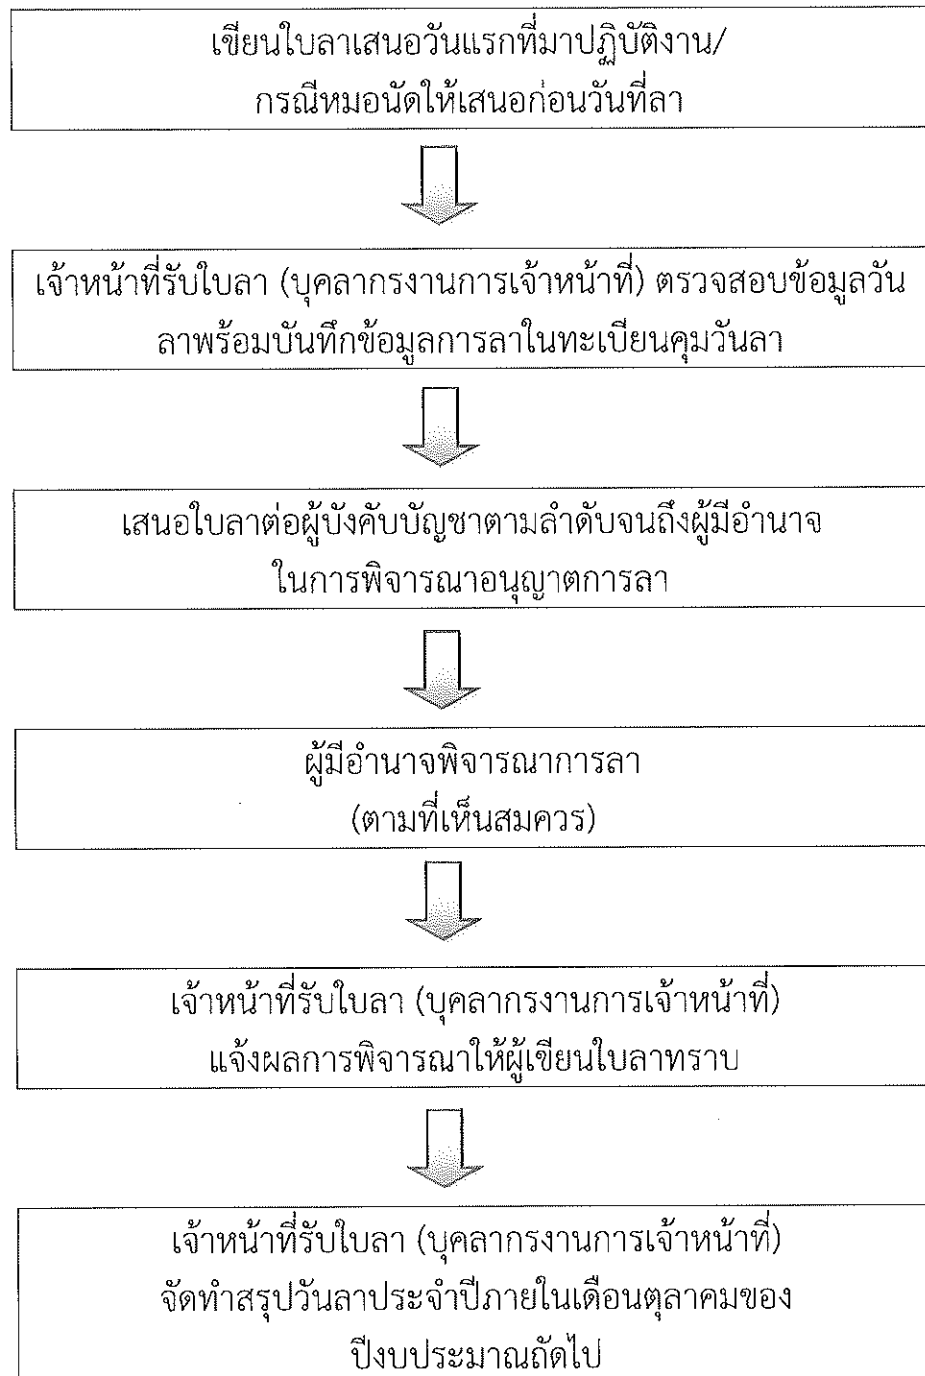 เขียนใบลาเสนอวันแรกที่มาปฏิบัติงาน/
กรณีหมอนัดให้เสนอก่อนวันที่ลา
เจ้าหน้าที่รับใบลา (บุคลากรงานการเจ้าหน้าที่) ตรวจสอบข้อมูลวัน
ลาพร้อมบันทึกข้อมูลการลาในทะเบียนคุมวันลา
เสนอใบลาต่อผู้บังคับบัญชาตามลำดับจนถึงผู้มีอำนาจ
ในการพิจารณาอนุญาตการลา
ผู้มีอำนาจพิจารณาการลา
(ตามที่เห็นสมควร)
เจ้าหน้าที่รับใบลา (บุคลากรงานการเจ้าหน้าที่)
แจ้งผลการพิจารณาให้ผู้เขียนใบลาทราบ
เจ้าหน้าที่รับใบลา (บุคลากรงานการเจ้าหน้าที่)
จัดทำสรุปวันลาประจำปีภายในเดือนตุลาคมของ
ปีงบประมาณถัดไป